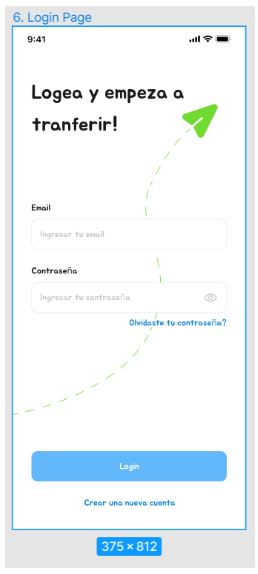 6. Login Page
9:41
Logea y empeza a
tranferir!
Email
Ingresar tu email
Contraseña
Ingresar tu contraseña
Olvidaste tu contraseña?
Login
Crear una nueva cuenta
375 × 812